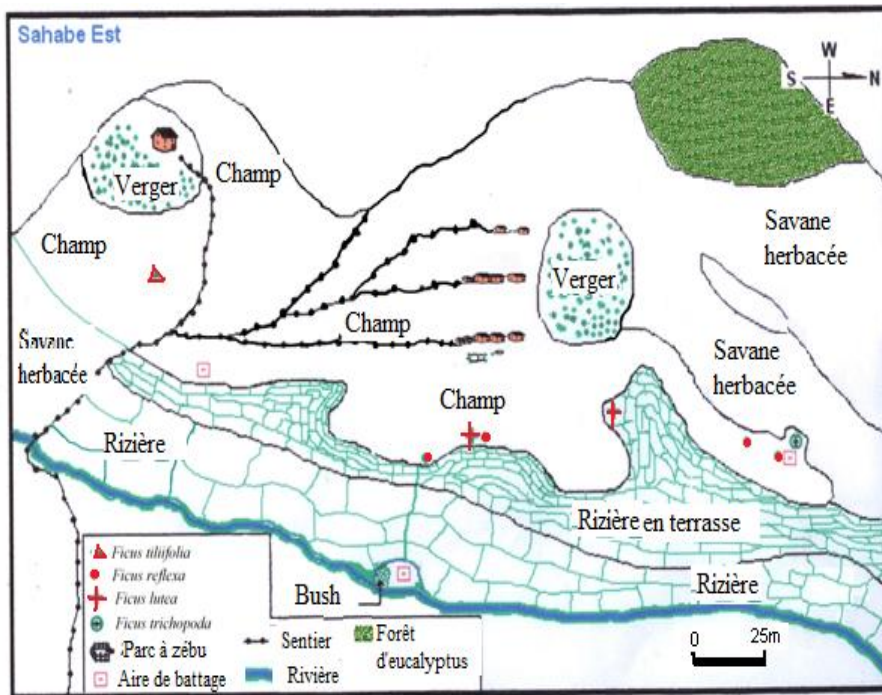 Sahabe Est
W
S
N
E
Verger
Champ
Champ
Savane
herbacée
Verger
Champ
Savane
herbacée
Savane
herbacée
Champ
Rizière
Rizière en terrasse
Rizière
Bush
Ficus tiliifolia
Ficus reflexa
Ficus lutea
Ficus trichopoda
Parc à zébu
Aire de battage
Sentier
Rivière
Forêt
d'eucalyptus
0 25m